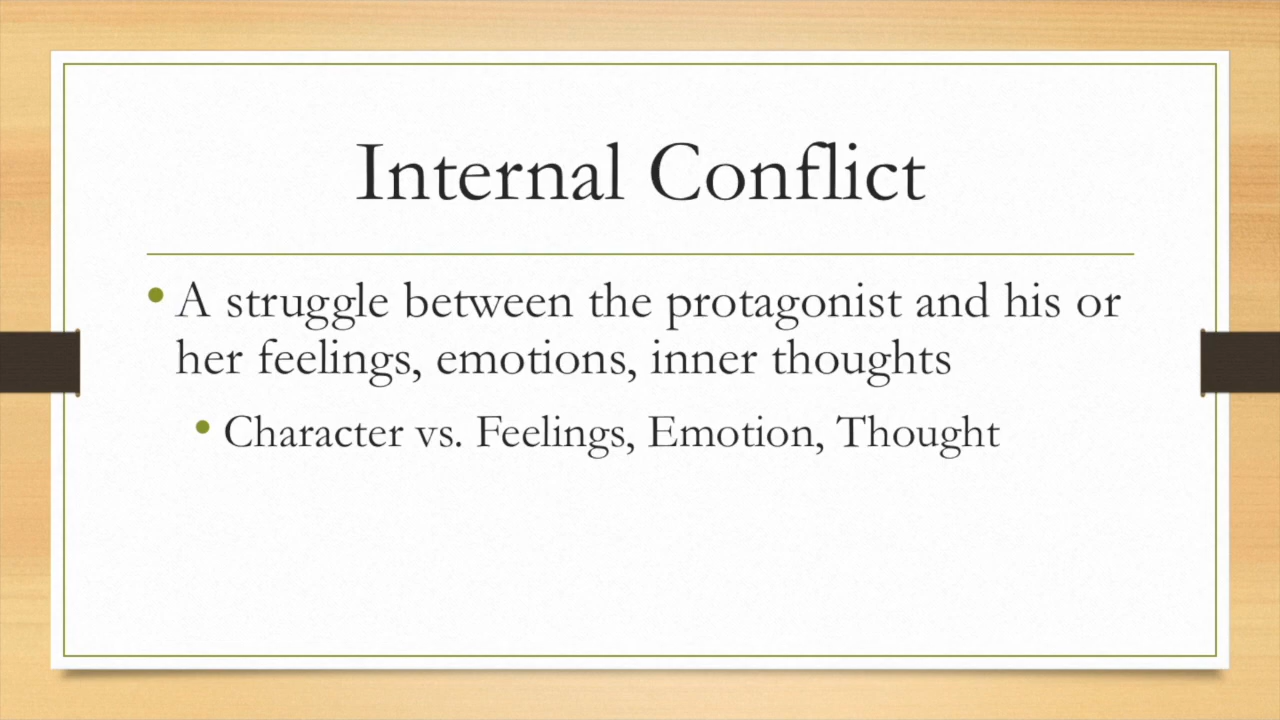 Internal Conflict
• A struggle between the protagonist and his or
her feelings, emotions, inner thoughts
• Character vs. Feelings, Emotion, Thought